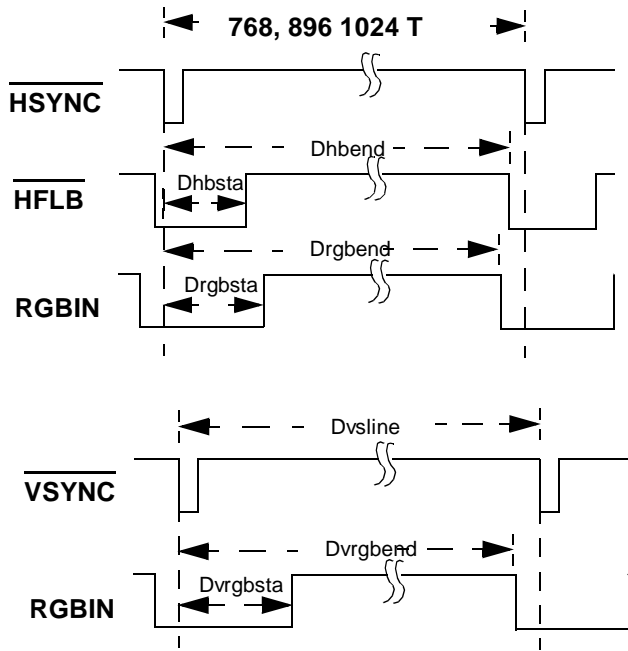 768, 896 1024 T
HSYNC
Dhbend
HFLB
Dhbsta
Drgbend
RGBIN
Drgbsta
Dvsline
VSYNC
Dvrgbend
RGBIN
Dvrgbsta